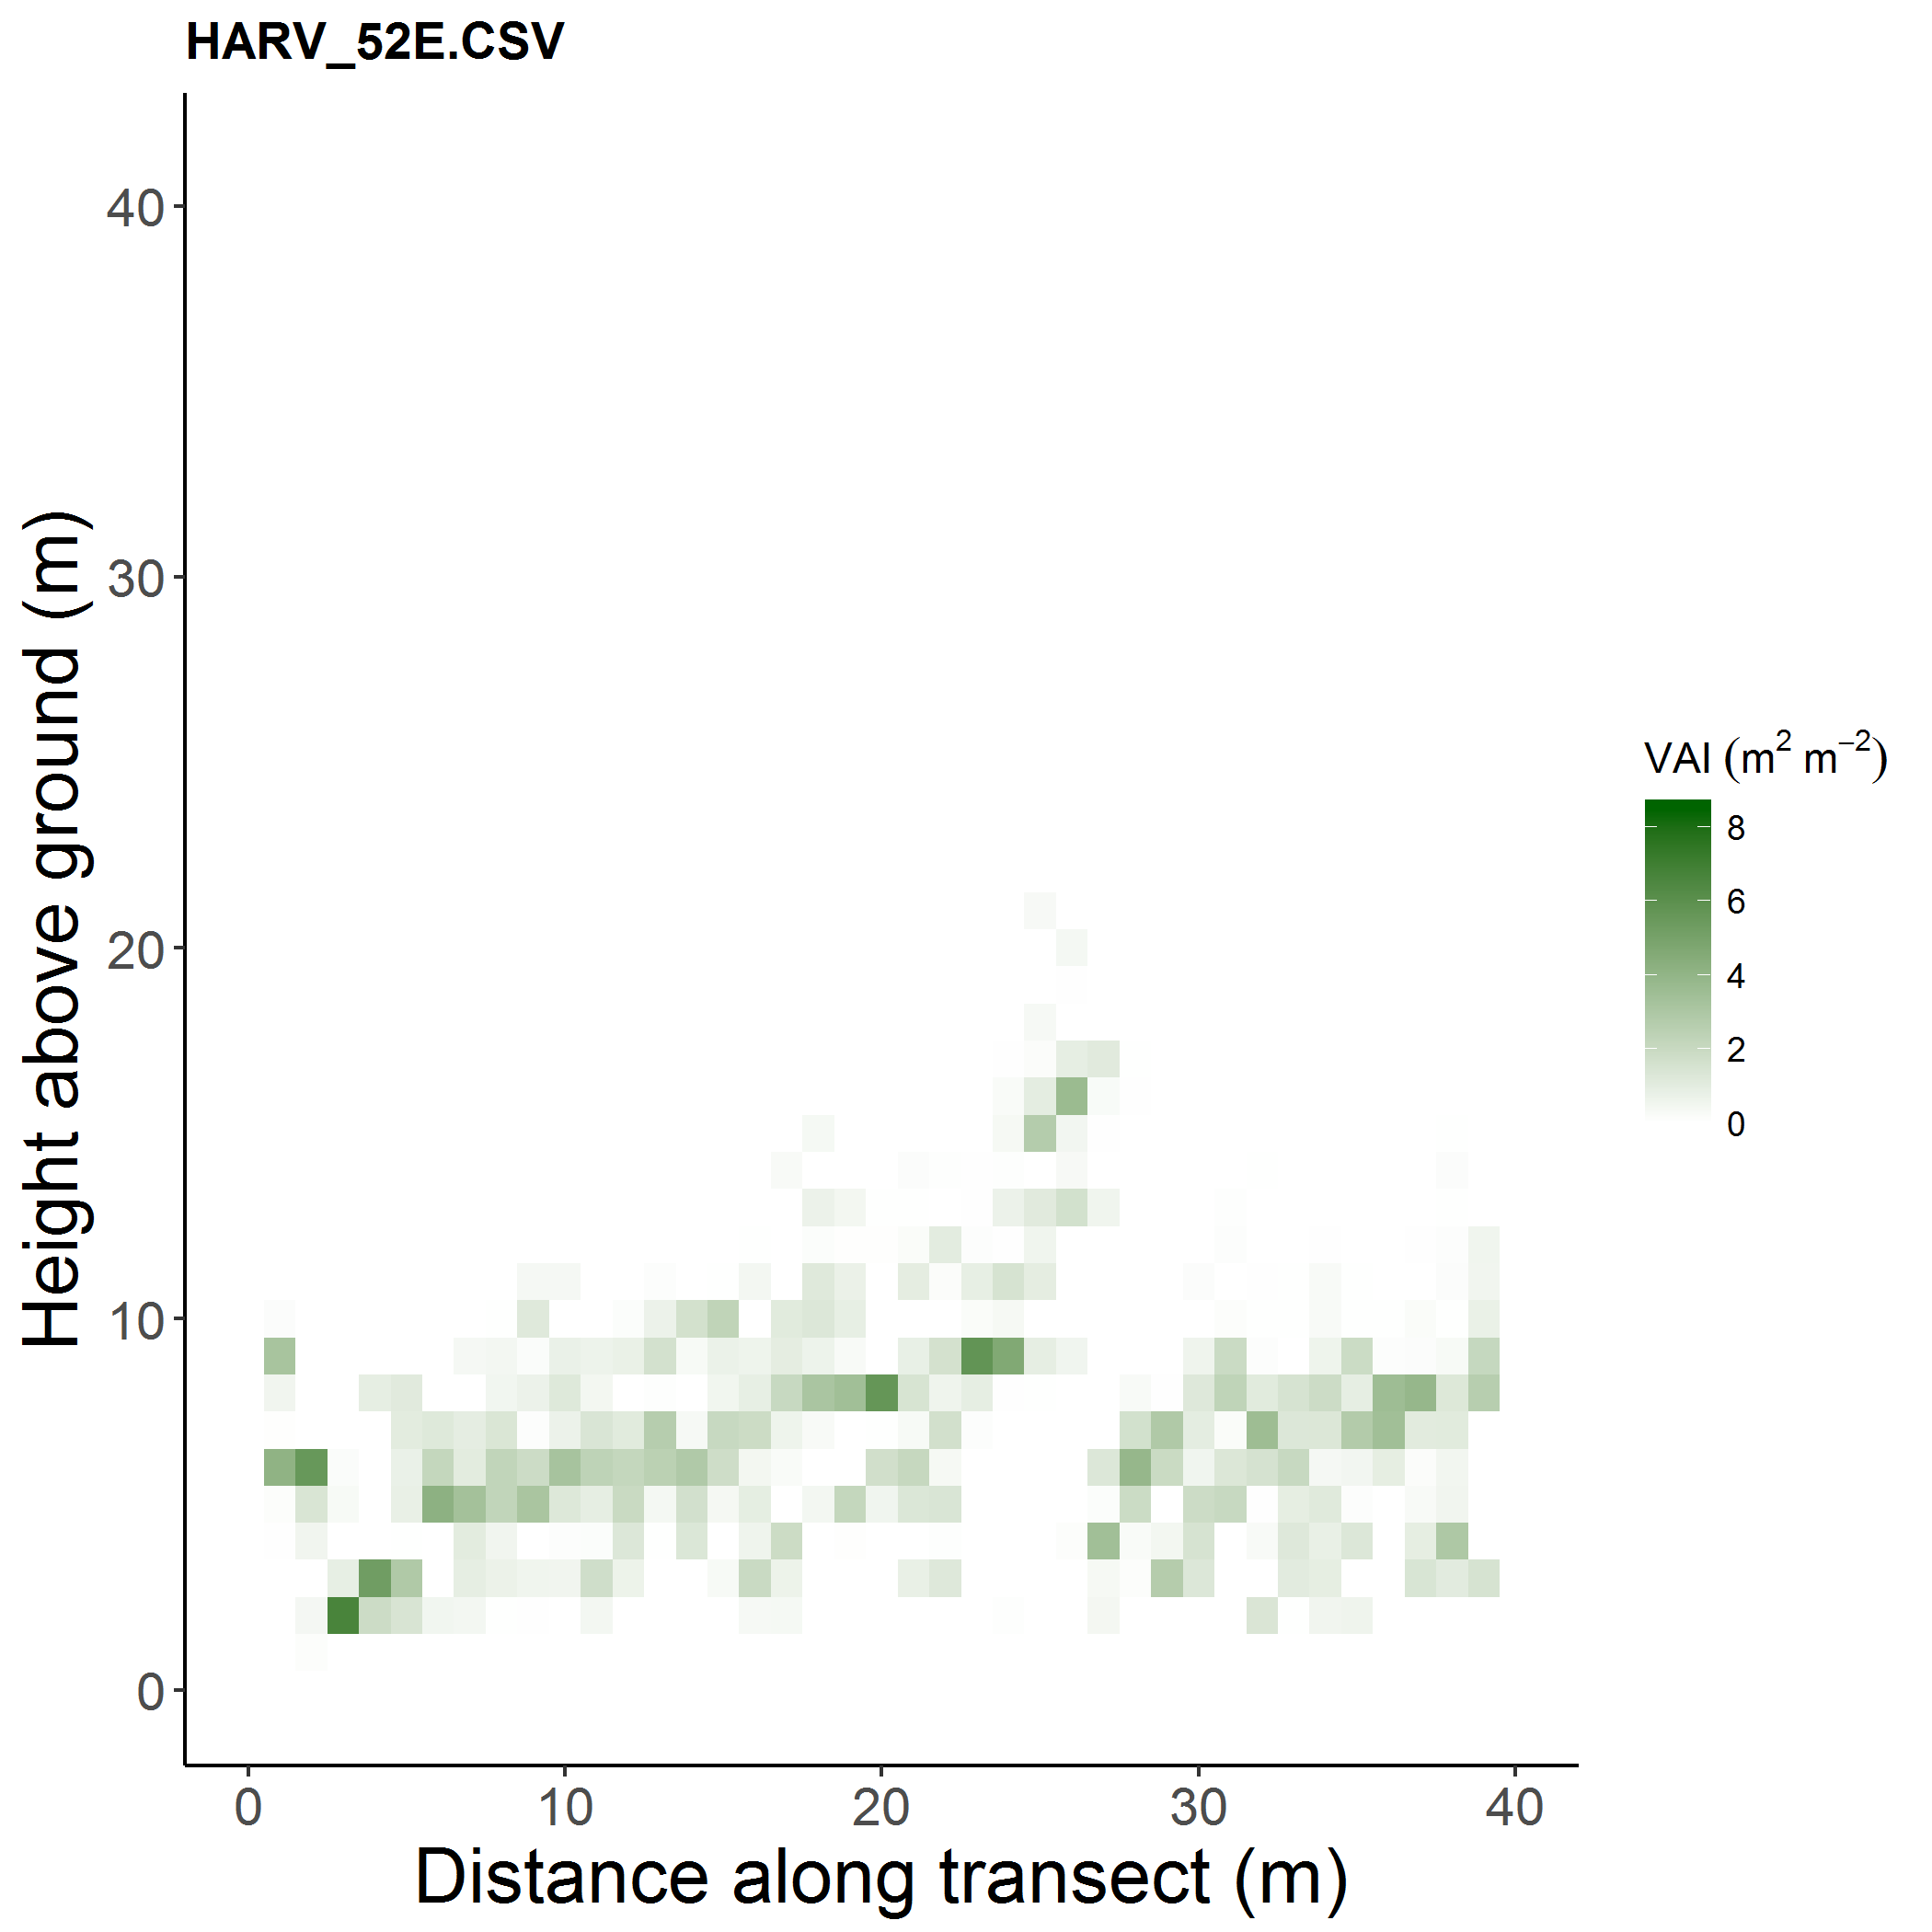 HARV_52E.CSV
Height above ground (m)
40
30
20
10
0
0 10 20 30 40
Distance along transect (m)
VAI (m² m⁻²)
8
6
4
2
0